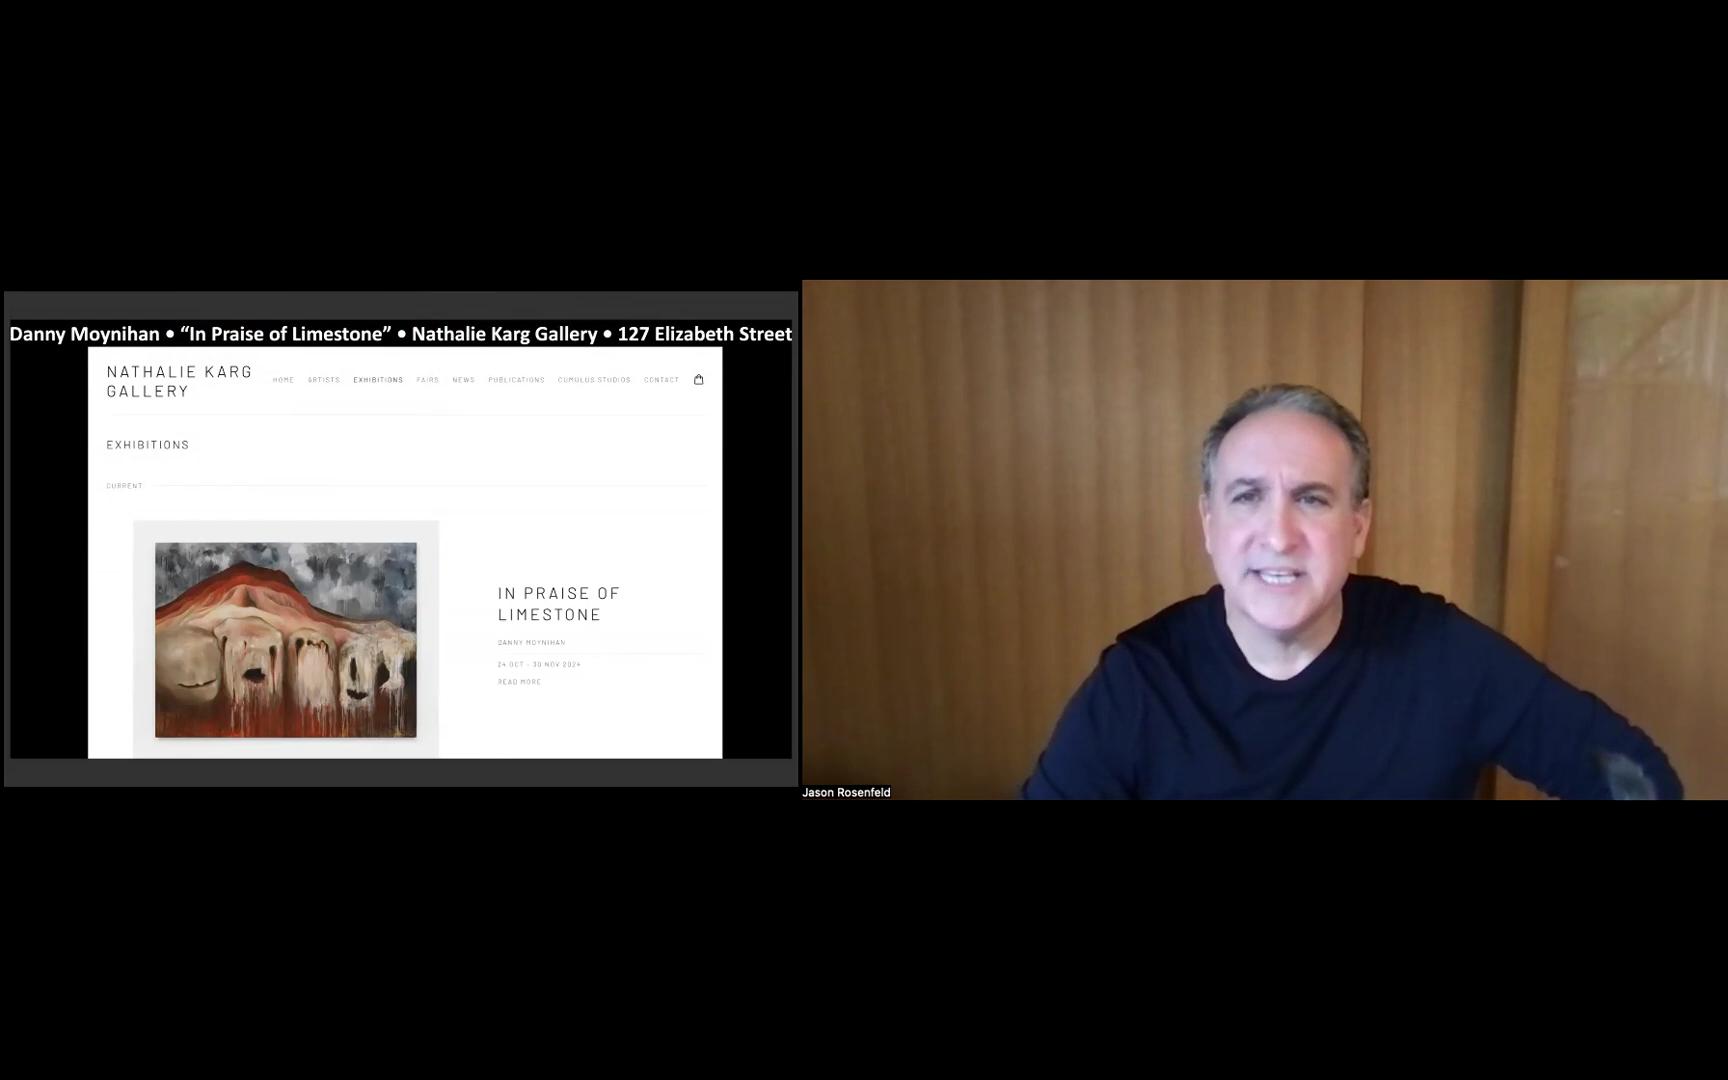 Danny Moynihan • “In Praise of Limestone” • Nathalie Karg Gallery • 127 Elizabeth Street
NATHALIE KARG
GALLERY
HOME ARTISTS EXHIBITIONS FAIRS NEWS PUBLICATIONS CUMULUS STUDIOS CONTACT
EXHIBITIONS
CURRENT
IN PRAISE OF
LIMESTONE
DANNY MOYNIHAN
24 OCT - 30 NOV 2024
READ MORE
Jason Rosenfeld